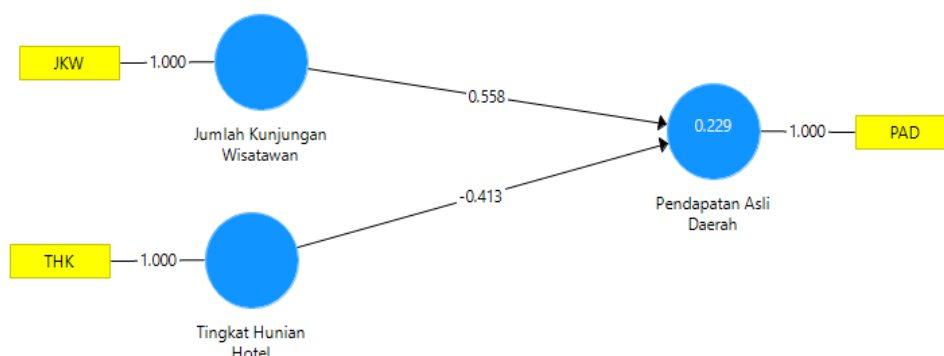 JKW
1.000
Jumlah Kunjungan
Wisatawan
0.558
0.229
1.000
PAD
Pendapatan Asli
Daerah
-0.413
THK
1.000
Tingkat Hunian
Hotel